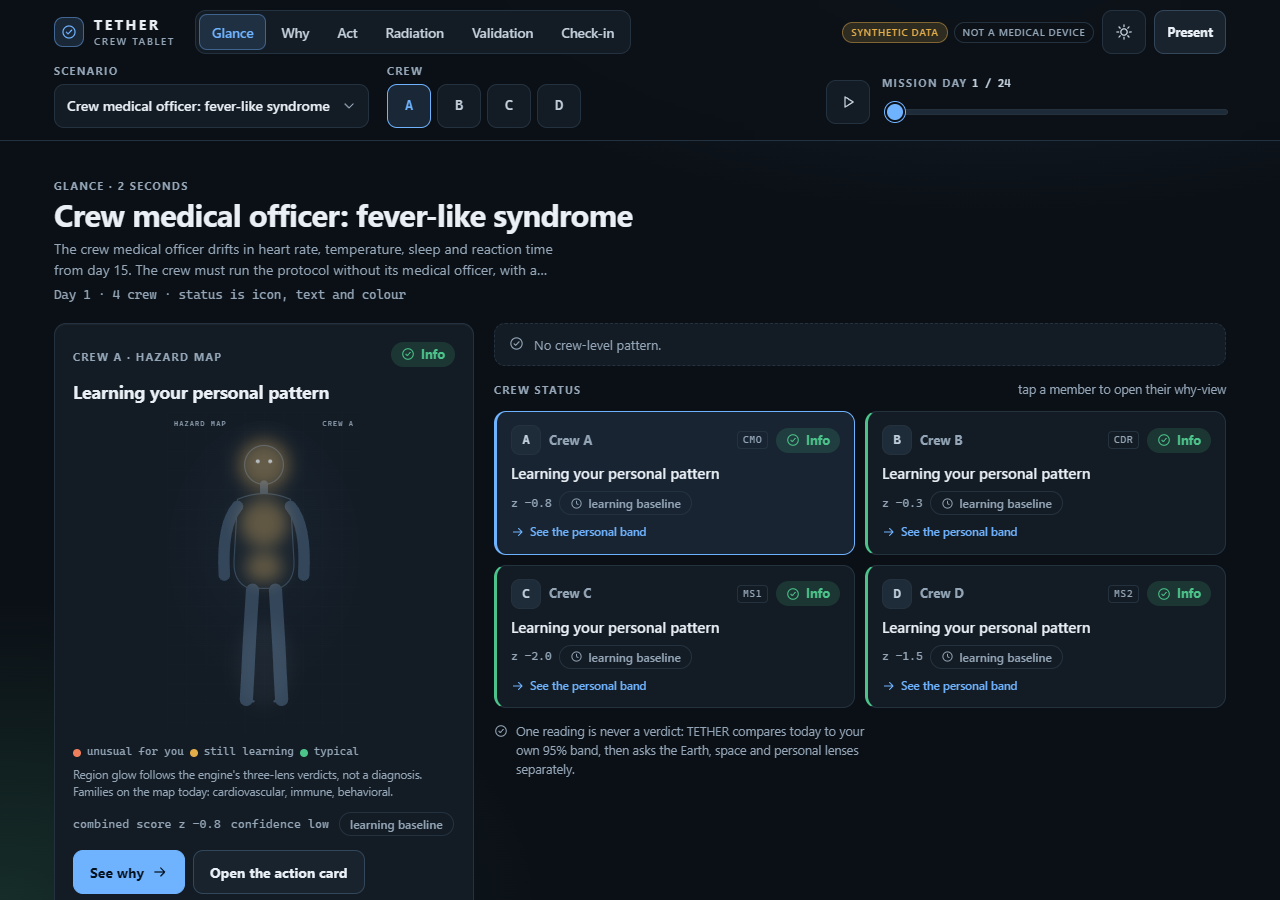 TETHER
CREW TABLET
Glance
Why
Act
Radiation
Validation
Check-in
SYNTHETIC DATA
NOT A MEDICAL DEVICE
Present
SCENARIO
Crew medical officer: fever-like syndrome
CREW
A
B
C
D
MISSION DAY 1 / 24
GLANCE · 2 SECONDS
Crew medical officer: fever-like syndrome
The crew medical officer drifts in heart rate, temperature, sleep and reaction time
from day 15. The crew must run the protocol without its medical officer, with a...
Day 1 · 4 crew · status is icon, text and colour
CREW A · HAZARD MAP
Info
Learning your personal pattern
HAZARD MAP
CREW A
unusual for you
still learning
typical
Region glow follows the engine's three-lens verdicts, not a diagnosis.
Families on the map today: cardiovascular, immune, behavioral.
combined score z −0.8
confidence low
learning baseline
See why
Open the action card
No crew-level pattern.
CREW STATUS
tap a member to open their why-view
A
Crew A
CMO
Info
Learning your personal pattern
z −0.8
learning baseline
See the personal band
B
Crew B
CDR
Info
Learning your personal pattern
z −0.3
learning baseline
See the personal band
C
Crew C
MS1
Info
Learning your personal pattern
z −2.0
learning baseline
See the personal band
D
Crew D
MS2
Info
Learning your personal pattern
z −1.5
learning baseline
See the personal band
One reading is never a verdict: TETHER compares today to your
own 95% band, then asks the Earth, space and personal lenses
separately.